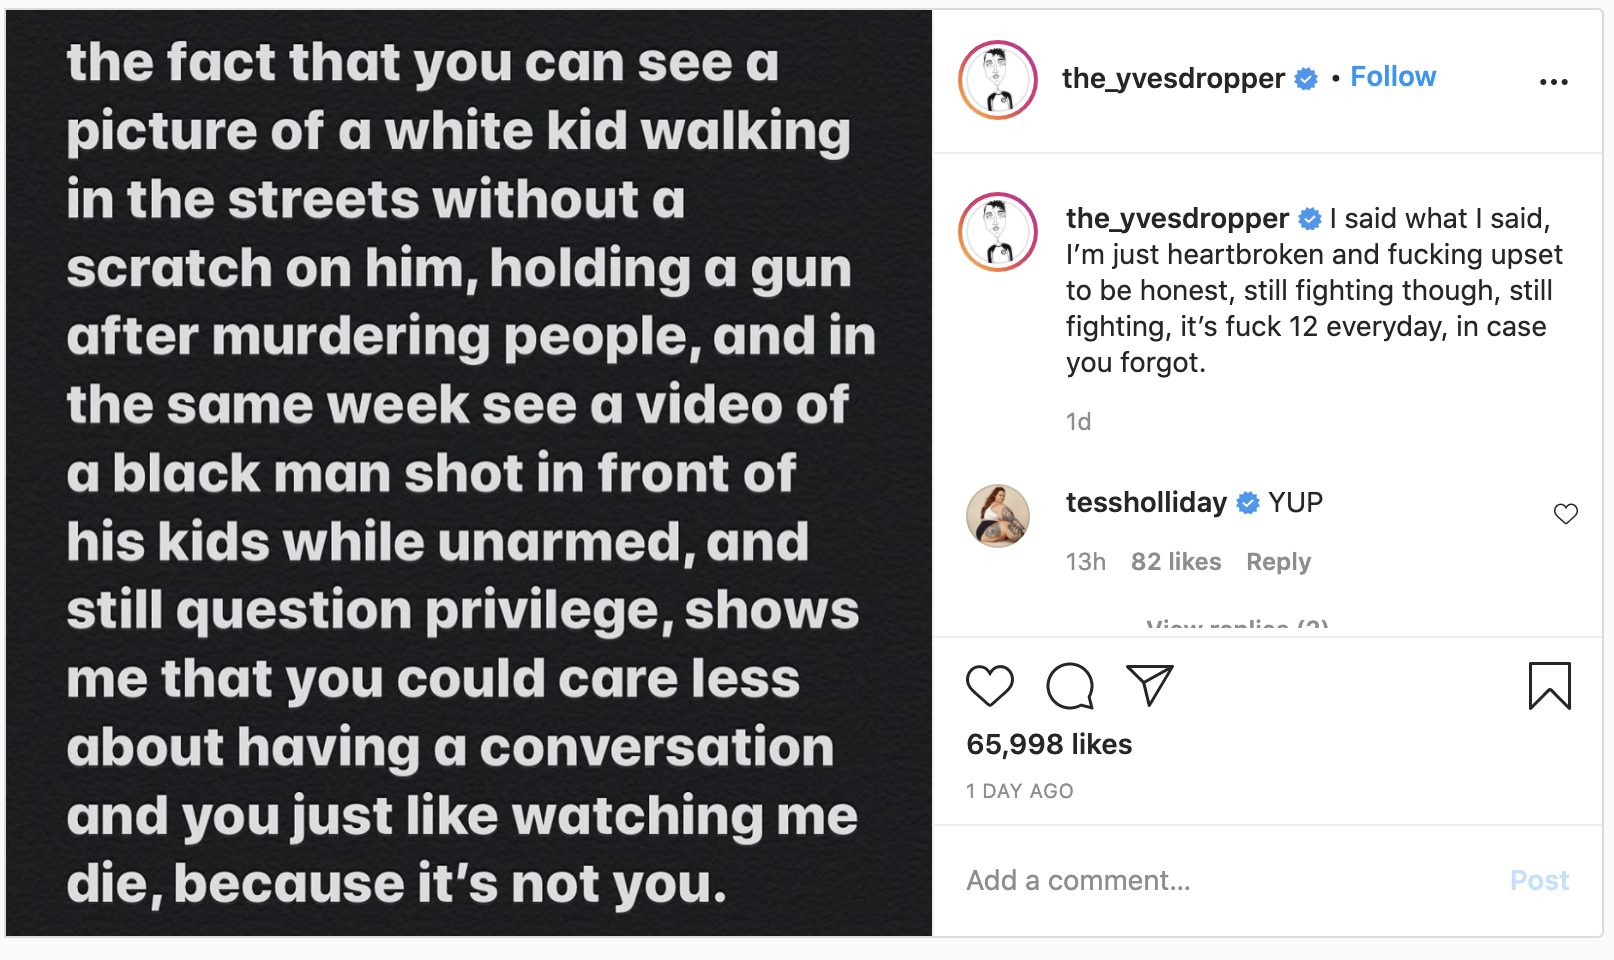 the fact that you can see a
picture of a white kid walking
in the streets without a
scratch on him, holding a gun
after murdering people, and in
the same week see a video of
a black man shot in front of
his kids while unarmed, and
still question privilege, shows
me that you could care less
about having a conversation
and you just like watching me
die, because it’s not you.
the_yvesdropper • Follow
the_yvesdropper I said what I said,
I’m just heartbroken and fucking upset
to be honest, still fighting though, still
fighting, it’s fuck 12 everyday, in case
you forgot.
1d
tessholliday YUP
13h 82 likes Reply
View replies (2)
65,998 likes
1 DAY AGO
Add a comment... Post